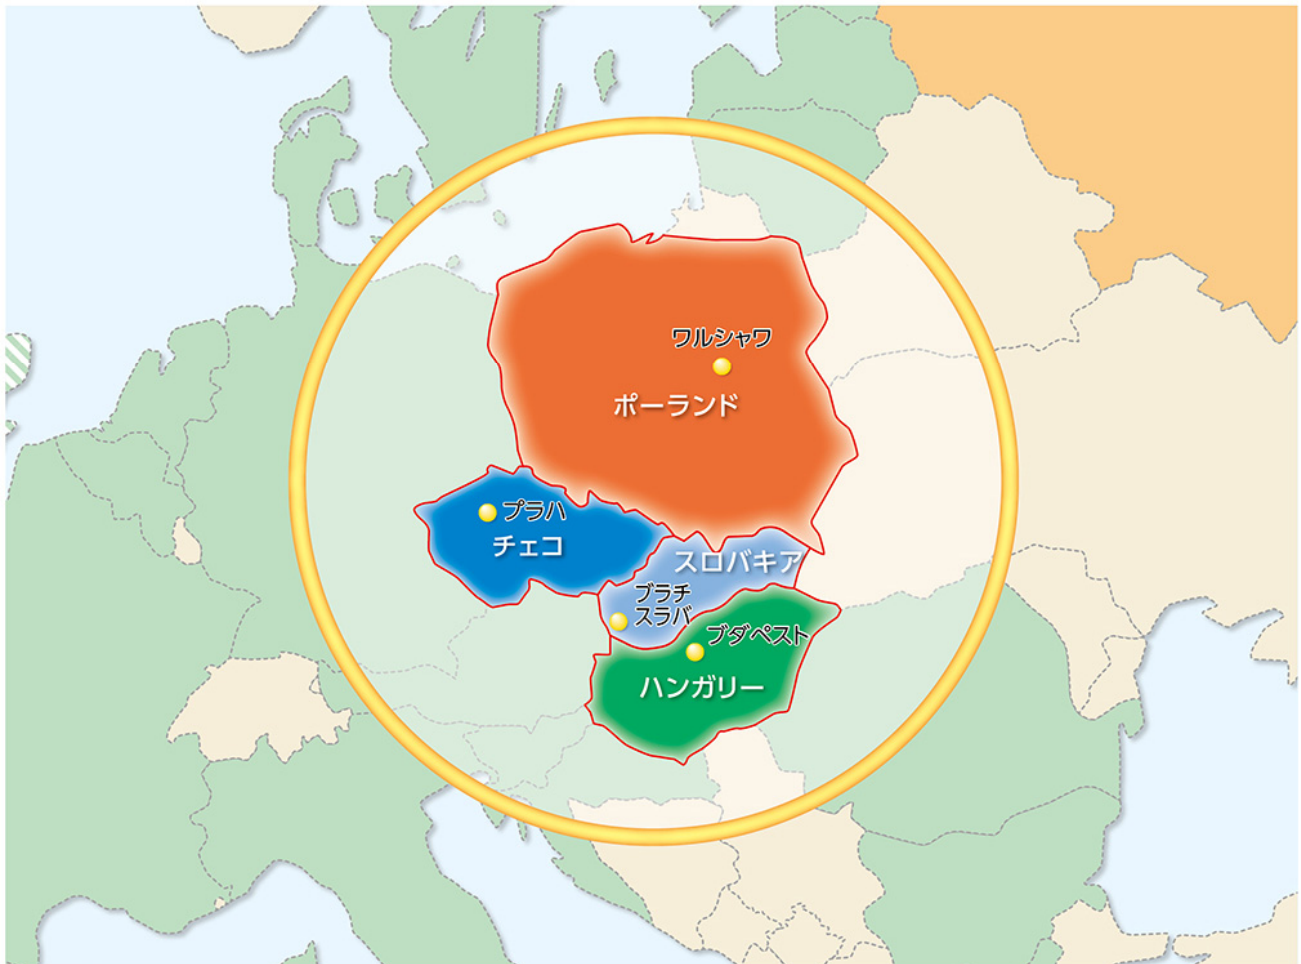 ワルシャワ
ポーランド
プラハ
チェコ
スロバキア
ブラチ
スラバ
ブダペスト
ハンガリー